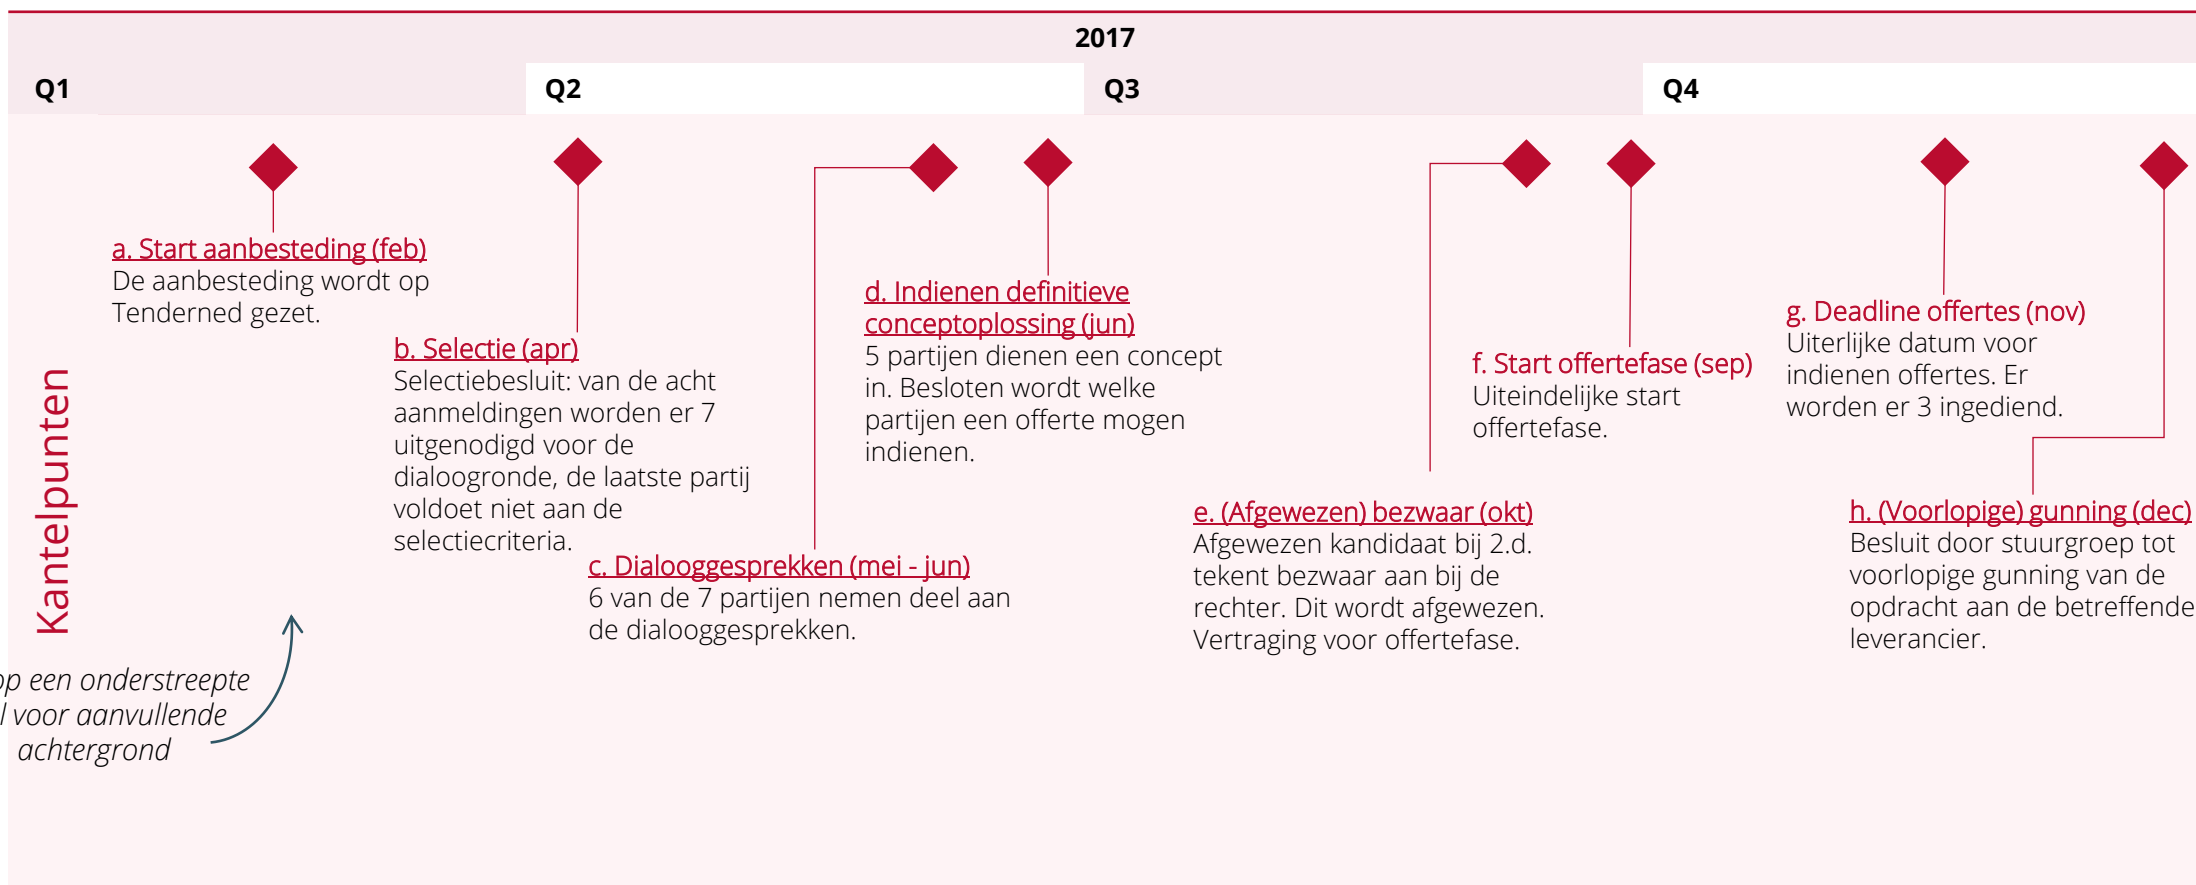 2017
Q1
Q2
Q3
Q4
Kantelpunten
a. Start aanbesteding (feb)
De aanbesteding wordt op
Tenderned gezet.
b. Selectie (apr)
Selectiebesluit: van de acht
aanmeldingen worden er 7
uitgenodigd voor de
dialoogronde, de laatste partij
voldoet niet aan de
selectiecriteria.
c. Dialooggesprekken (mei - jun)
6 van de 7 partijen nemen deel aan
de dialooggesprekken.
d. Indienen definitieve
conceptoplossing (jun)
5 partijen dienen een concept
in. Besloten wordt welke
partijen een offerte mogen
indienen.
e. (Afgewezen) bezwaar (okt)
Afgewezen kandidaat bij 2.d.
tekent bezwaar aan bij de
rechter. Dit wordt afgewezen.
Vertraging voor offertefase.
f. Start offertefase (sep)
Uiteindelijke start
offertefase.
g. Deadline offertes (nov)
Uiterlijke datum voor
indienen offertes. Er
worden er 3 ingediend.
h. (Voorlopige) gunning (dec)
Besluit door stuurgroep tot
voorlopige gunning van de
opdracht aan de betreffende
leverancier.
op een onderstreepte
voor aanvullende
achtergrond